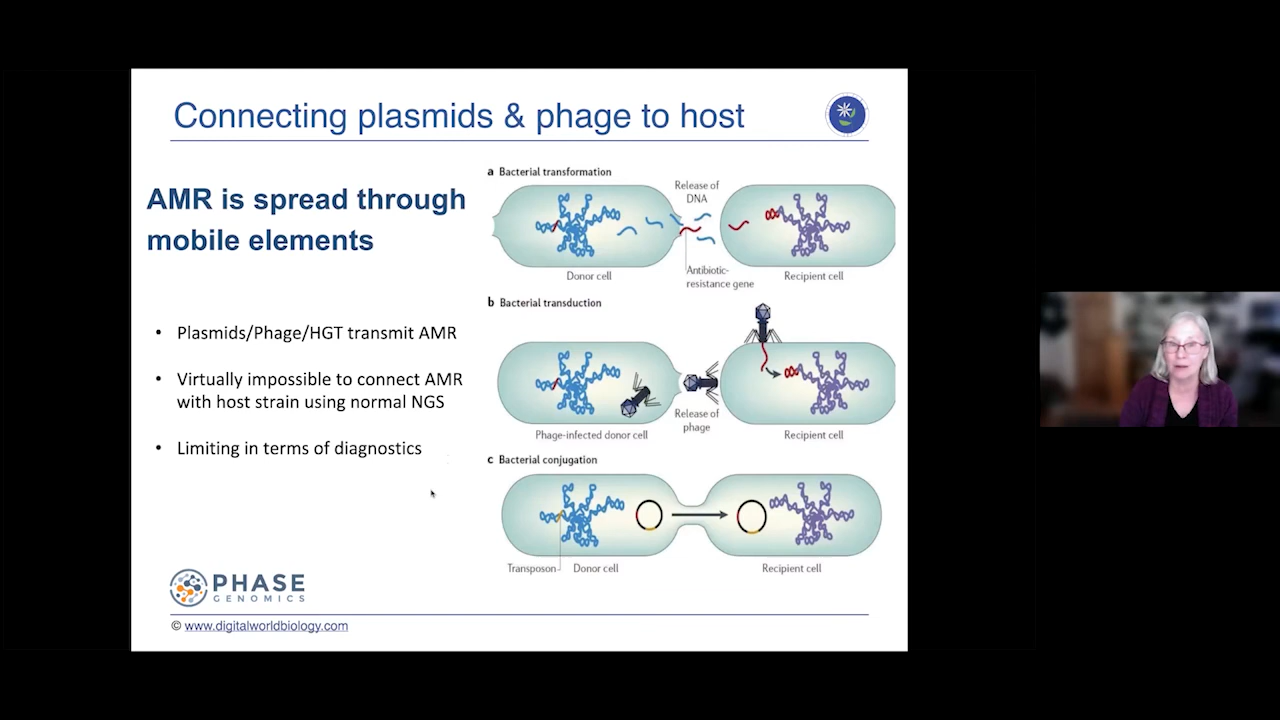 Connecting plasmids & phage to host
AMR is spread through
mobile elements
• Plasmids/Phage/HGT transmit AMR
• Virtually impossible to connect AMR
with host strain using normal NGS
• Limiting in terms of diagnostics
a Bacterial transformation
Release of
DNA
Donor cell
Antibiotic-
resistance gene
Recipient cell
b Bacterial transduction
Phage-infected donor cell
Release of
phage
Recipient cell
c Bacterial conjugation
Transposon
Donor cell
Recipient cell
PHASE
GENOMICS
© www.digitalworldbiology.com